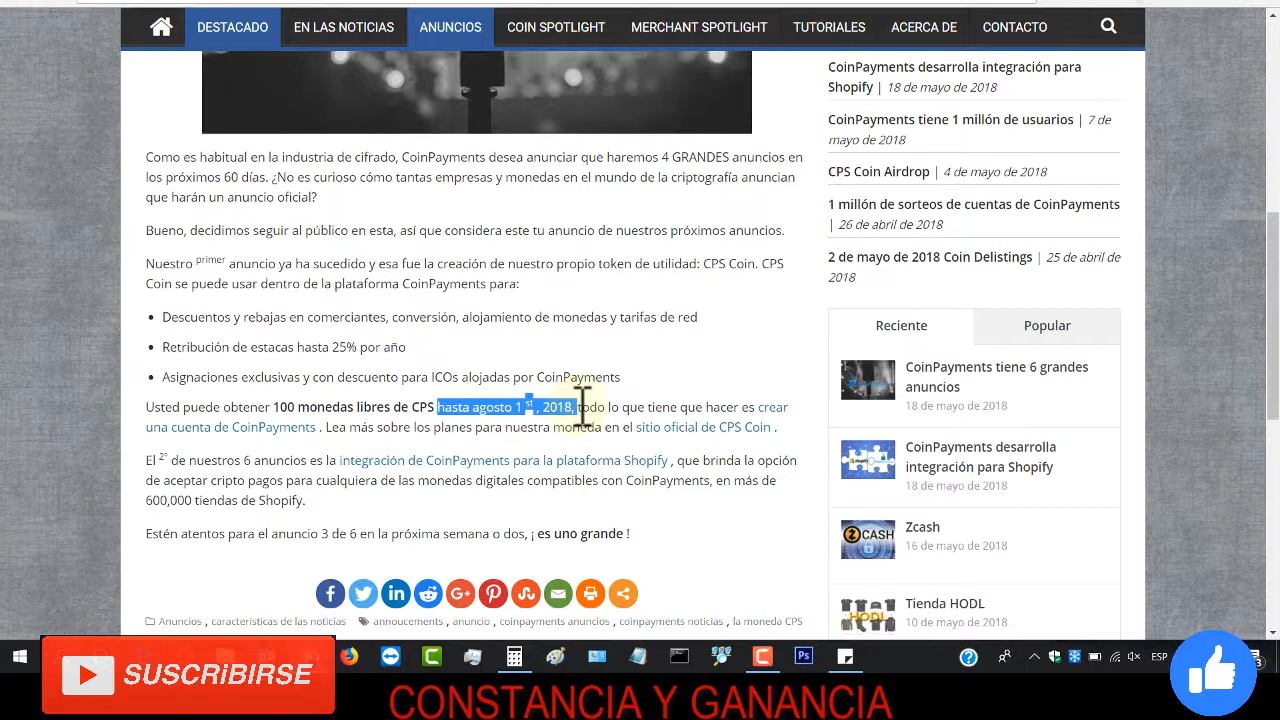 DESTACADO
EN LAS NOTICIAS
ANUNCIOS
COIN SPOTLIGHT
MERCHANT SPOTLIGHT
TUTORIALES
ACERCA DE
CONTACTO
Como es habitual en la industria de cifrado, CoinPayments desea anunciar que haremos 4 GRANDES anuncios en
los próximos 60 días. ¿No es curioso cómo tantas empresas y monedas en el mundo de la criptografía anuncian
que harán un anuncio oficial?
Bueno, decidimos seguir al público en esta, así que considera este tu anuncio de nuestros próximos anuncios.
Nuestro primer anuncio ya ha sucedido y esa fue la creación de nuestro propio token de utilidad: CPS Coin. CPS
Coin se puede usar dentro de la plataforma CoinPayments para:
• Descuentos y rebajas en comerciantes, conversión, alojamiento de monedas y tarifas de red
• Retribución de estacas hasta 25% por año
• Asignaciones exclusivas y con descuento para ICOs alojadas por CoinPayments
Usted puede obtener 100 monedas libres de CPS hasta agosto 1 st , 2018, todo lo que tiene que hacer es crear
una cuenta de CoinPayments . Lea más sobre los planes para nuestra moneda en el sitio oficial de CPS Coin .
El 2° nuestros 6 anuncios es la integración de CoinPayments para la plataforma Shopify , que brinda la opción
de aceptar cripto pagos para cualquiera de las monedas digitales compatibles con CoinPayments, en más de
600,000 tiendas de Shopify.
Estén atentos para el anuncio 3 de 6 en la próxima semana o dos, ¡ es uno grande !
Anuncios , características de las noticias
annoucements , anuncio , coinpayments anuncios , coinpayments noticias , la moneda CPS
CoinPayments desarrolla integración para
Shopify | 18 de mayo de 2018
CoinPayments tiene 1 millón de usuarios | 7 de
mayo de 2018
CPS Coin Airdrop | 4 de mayo de 2018
1 millón de sorteos de cuentas de CoinPayments
| 26 de abril de 2018
2 de mayo de 2018 Coin Delistings | 25 de abril de
2018
Reciente
Popular
CoinPayments tiene 6 grandes
anuncios
18 de mayo de 2018
CoinPayments desarrolla
integración para Shopify
18 de mayo de 2018
Zcash
16 de mayo de 2018
ZCASH
Tienda HODL
10 de mayo de 2018
HODL
ESP
SUSCRiBIRSE
CONSTANCIA Y GANANCIA